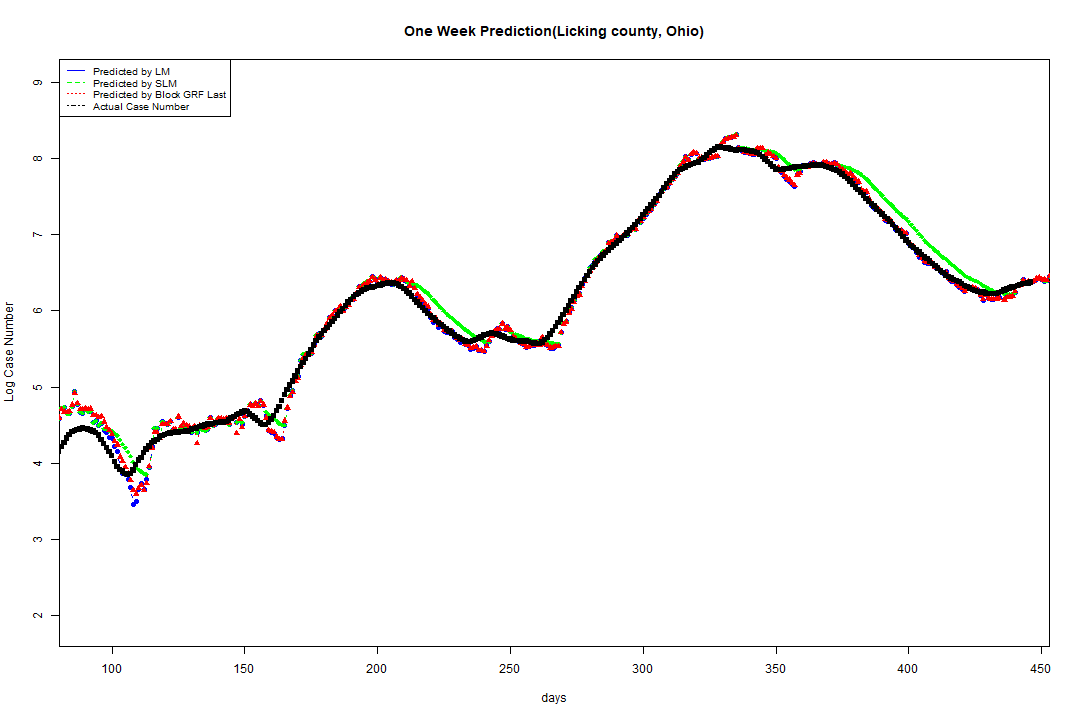 One Week Prediction(Licking county, Ohio)
Predicted by LM
Predicted by SLM
Predicted by Block GRF Last
Actual Case Number
Log Case Number
9
8
7
6
5
4
3
2
100 150 200 250 300 350 400 450
days